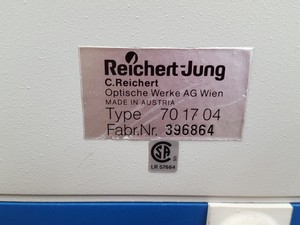 Reichert-Jung
C.Reichert
Optische Werke AG Wien
MADE IN AUSTRIA
Type 70 17 04
Fabr.Nr. 396864
SA
LR 57664